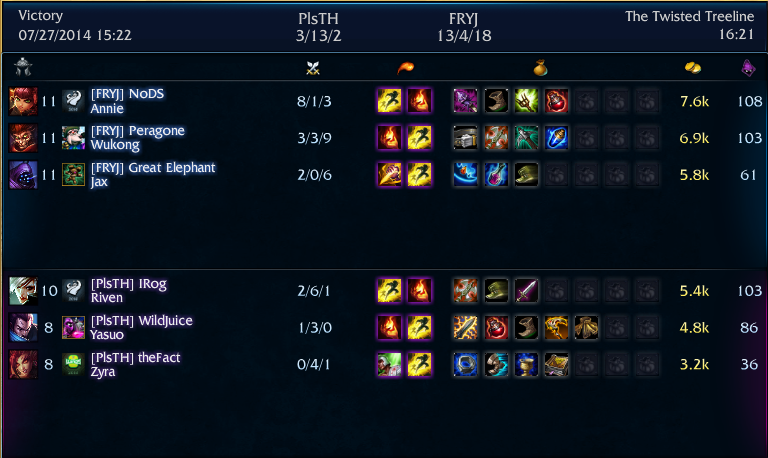 Victory PlsTH FRYJ The Twisted Treeline
07/27/2014 15:22 3/13/2 13/4/18 16:21
11 [FRYJ] NoDS
Annie 8/1/3 7.6k 108
11 [FRYJ] Peragone
Wukong 3/3/9 6.9k 103
11 [FRYJ] Great Elephant
Jax 2/0/6 5.8k 61
10 [PlsTH] IRog
Riven 2/6/1 5.4k 103
8 [PlsTH] WildJuice
Yasuo 1/3/0 4.8k 86
8 [PlsTH] theFact
Zyra 0/4/1 3.2k 36